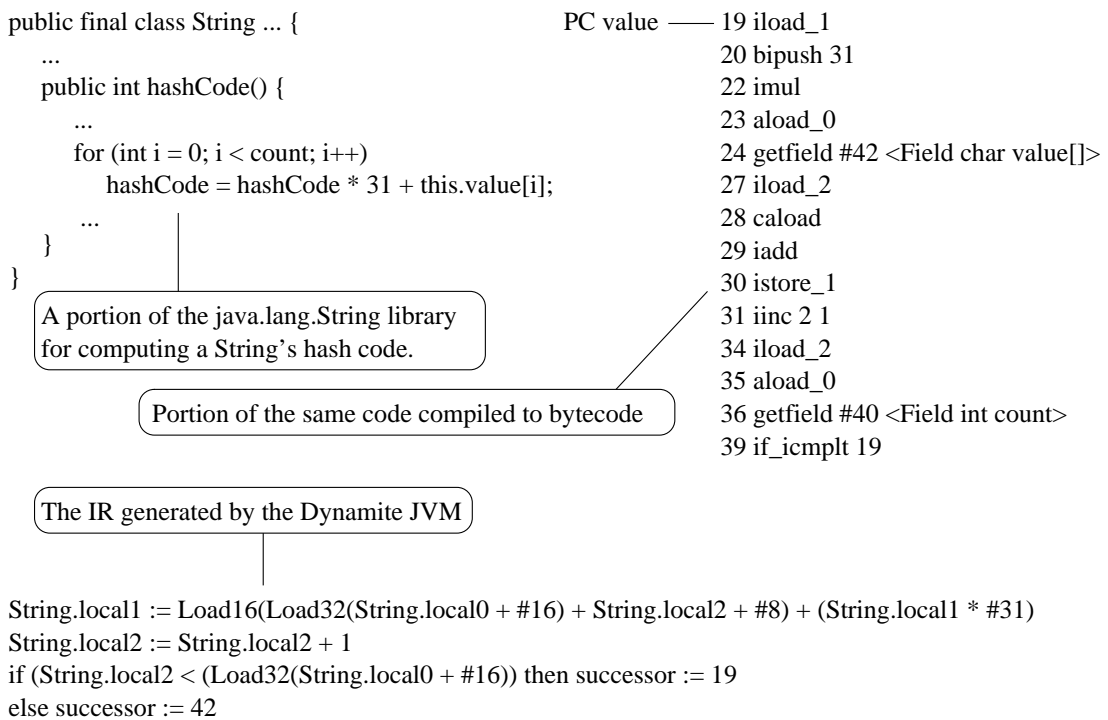 public final class String ... {
...
public int hashCode() {
...
for (int i = 0; i < count; i++)
hashCode = hashCode * 31 + this.value[i];
...
}
}
A portion of the java.lang.String library
for computing a String's hash code.
Portion of the same code compiled to bytecode
PC value
19 iload_1
20 bipush 31
22 imul
23 aload_0
24 getfield #42 <Field char value[]>
27 iload_2
28 caload
29 iadd
30 istore_1
31 iinc 2 1
34 iload_2
35 aload_0
36 getfield #40 <Field int count>
39 if_icmplt 19
The IR generated by the Dynamite JVM
String.local1 := Load16(Load32(String.local0 + #16) + String.local2 + #8) + (String.local1 * #31)
String.local2 := String.local2 + 1
if (String.local2 < (Load32(String.local0 + #16)) then successor := 19
else successor := 42